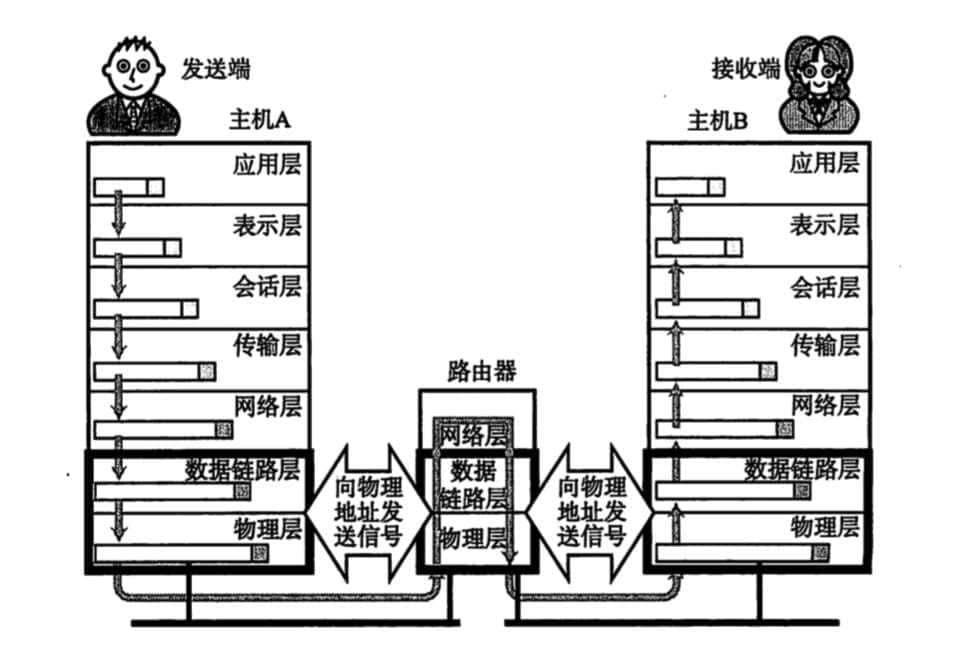 发送端
接收端
主机A
主机B
应用层
表示层
会话层
传输层
网络层
数据链路层
物理层
路由器
网络层
数据
链路层
物理层
向物理
地址发
送信号
向物理
地址发
送信号
应用层
表示层
会话层
传输层
网络层
数据链路层
物理层